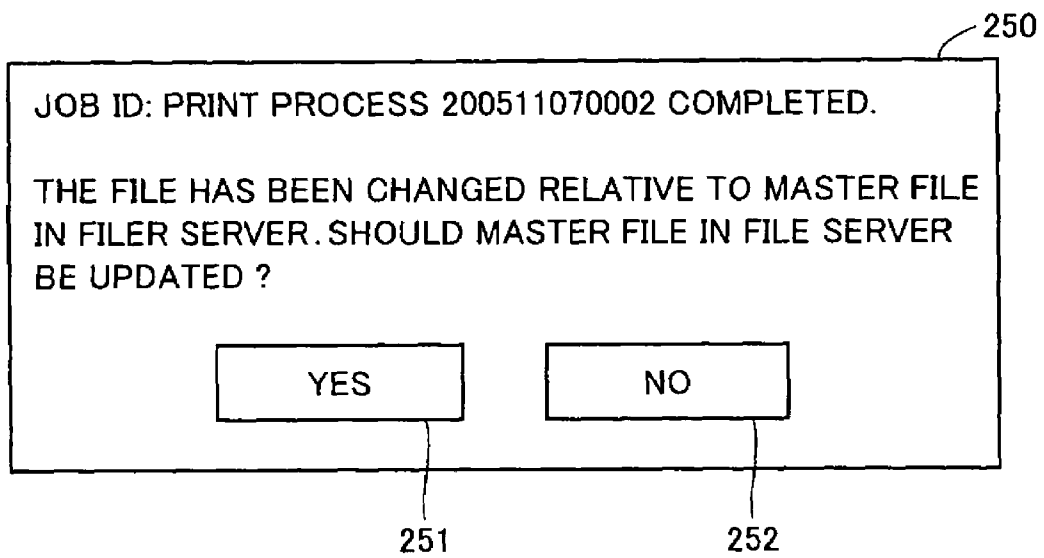 250
JOB ID: PRINT PROCESS 200511070002 COMPLETED.
THE FILE HAS BEEN CHANGED RELATIVE TO MASTER FILE
IN FILER SERVER. SHOULD MASTER FILE IN FILE SERVER
BE UPDATED ?
YES NO
251 252